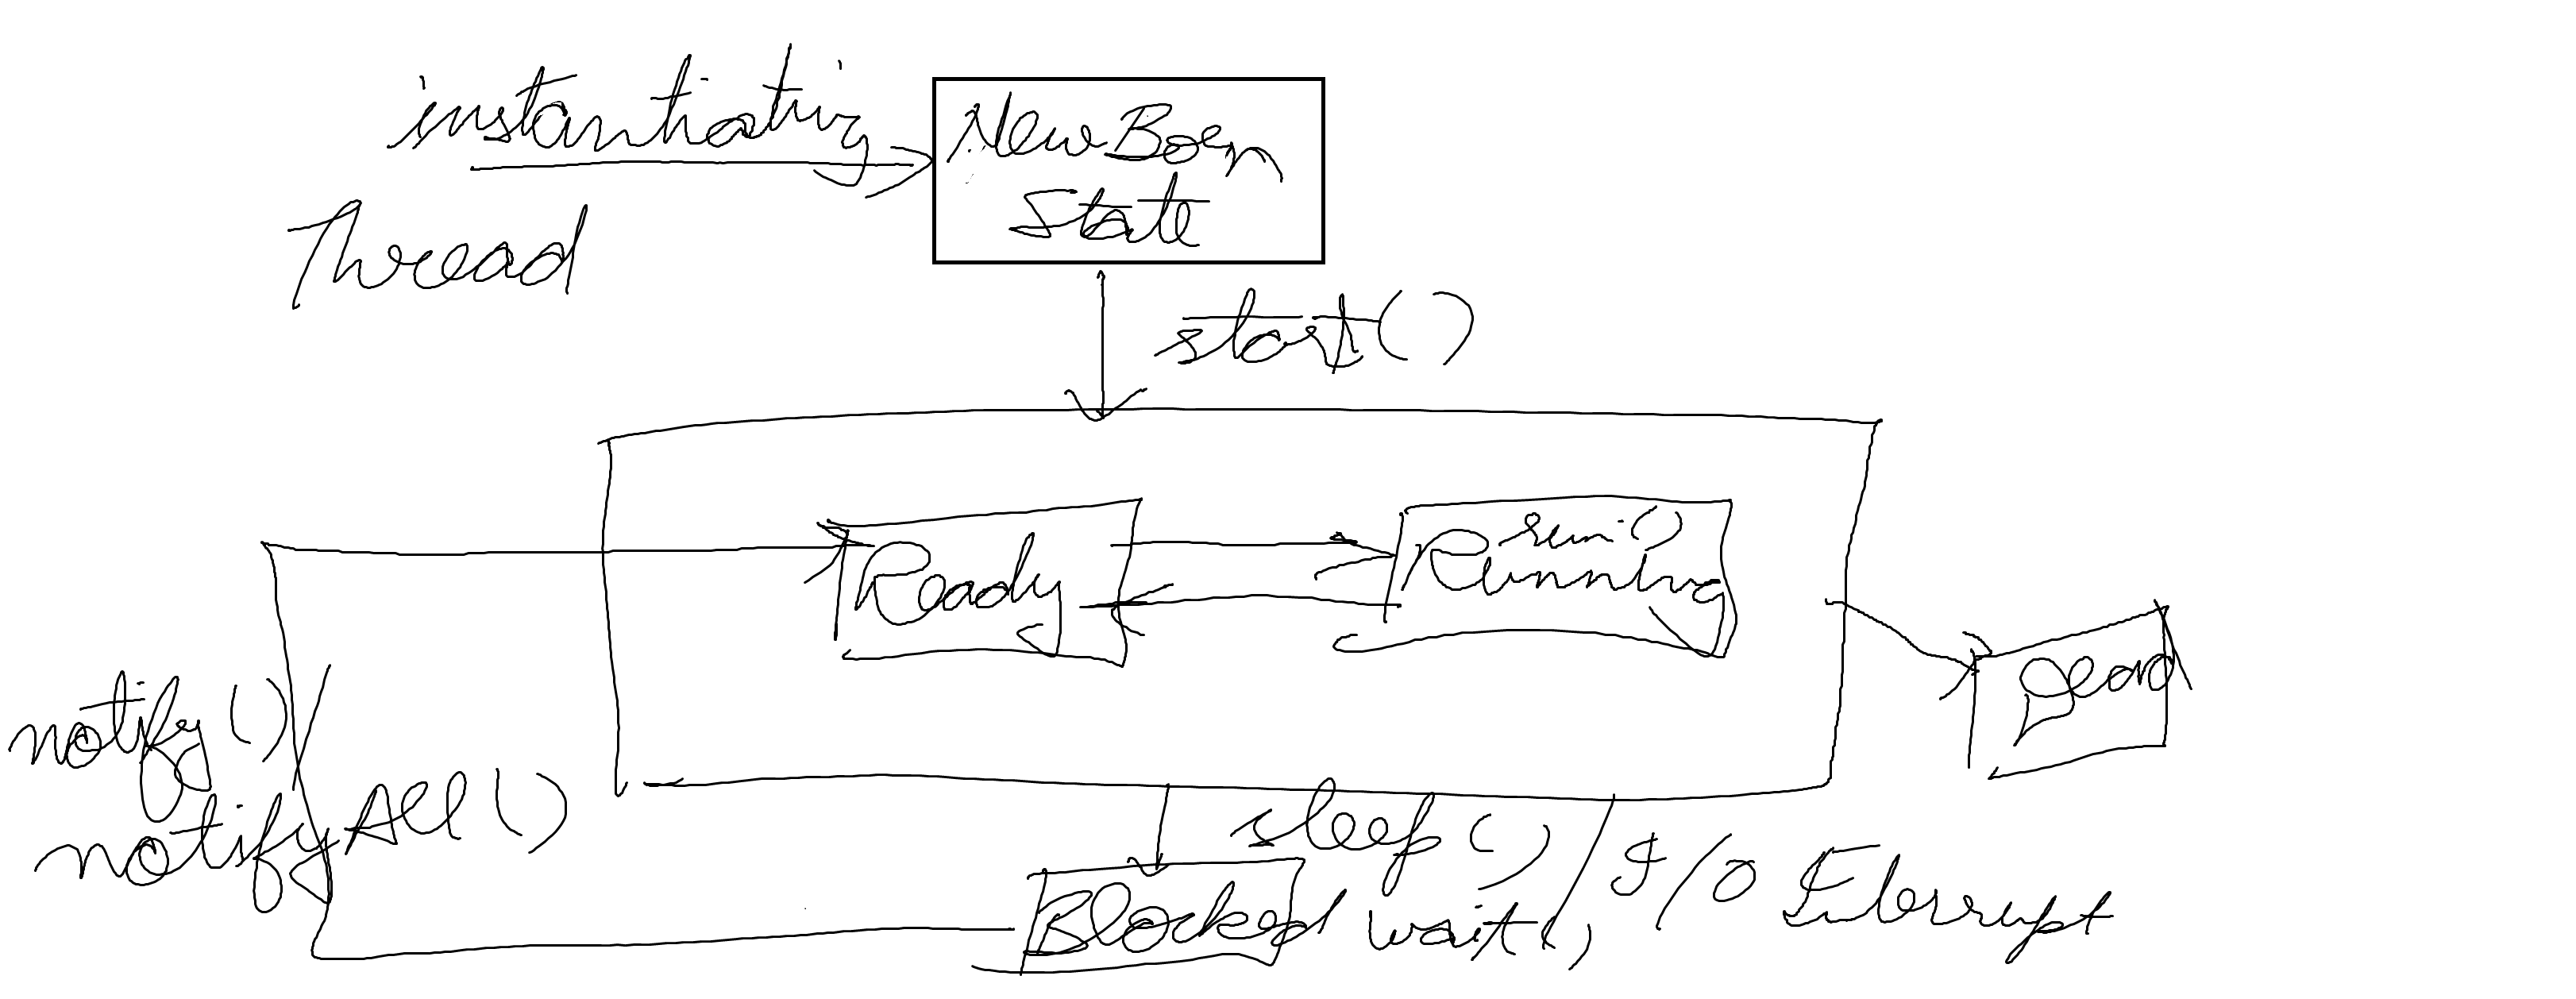 instantiating
Thread
New Born
State
start()
Ready
run()
Running
Dead
notify() /
notifyAll()
sleep() / I/O Interrupt
Blocked
wait()